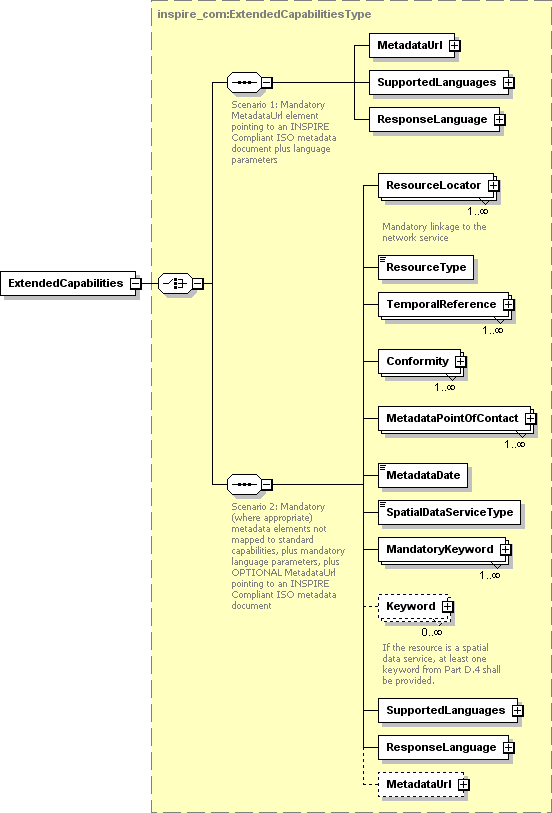 inspire_com:ExtendedCapabilitiesType
ExtendedCapabilities
Scenario 1: Mandatory
MetadataUrl element
pointing to an INSPIRE
Compliant ISO metadata
document plus language
parameters
MetadataUrl
SupportedLanguages
ResponseLanguage
Scenario 2: Mandatory
(where appropriate)
metadata elements not
mapped to standard
capabilities, plus mandatory
language parameters, plus
OPTIONAL MetadataUrl
pointing to an INSPIRE
Compliant ISO metadata
document
ResourceLocator
1..∞
Mandatory linkage to the
network service
ResourceType
TemporalReference
1..∞
Conformity
1..∞
MetadataPointOfContact
1..∞
MetadataDate
SpatialDataServiceType
MandatoryKeyword
1..∞
Keyword
0..∞
If the resource is a spatial
data service, at least one
keyword from Part D.4 shall
be provided.
SupportedLanguages
ResponseLanguage
MetadataUrl